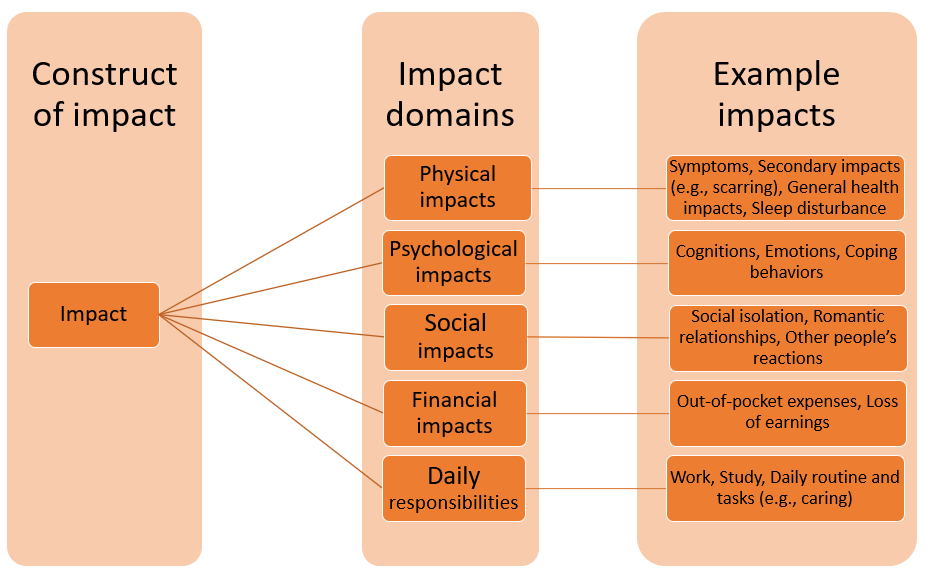 Construct
of impact
Impact
domains
Example
impacts
Impact
Physical
impacts
Symptoms, Secondary impacts
(e.g., scarring), General health
impacts, Sleep disturbance
Psychological
impacts
Cognitions, Emotions, Coping
behaviors
Social
impacts
Social isolation, Romantic
relationships, Other people’s
reactions
Financial
impacts
Out-of-pocket expenses, Loss
of earnings
Daily
responsibilities
Work, Study, Daily routine and
tasks (e.g., caring)